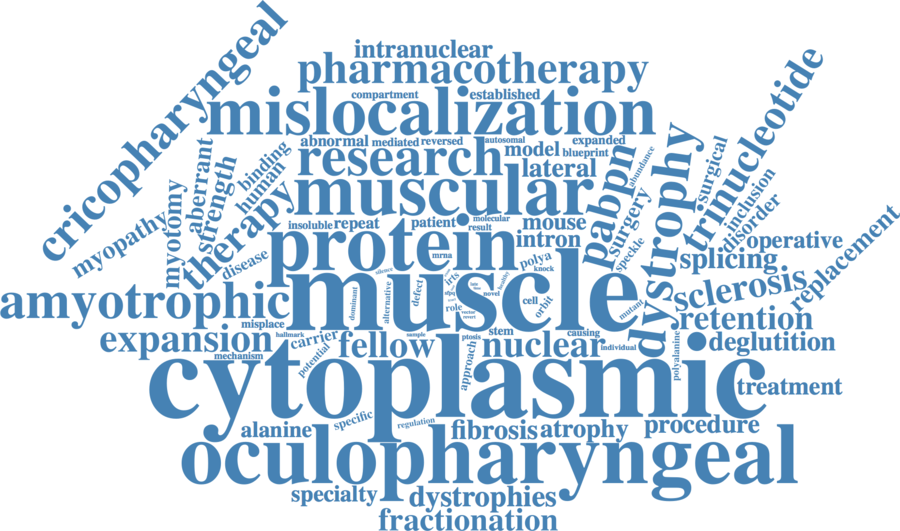 cricopharyngeal
intranuclear
pharmacotherapy
compartment
established
mislocalization
trinucleotide
abnormal
mediated
reversed
autosomal
expanded
research
model
blueprint
lateral
muscular
binding
human
aberrant
strength
therapy
myotomy
myopathy
disease
pabpn
abundance
surgery
speckle
dystrophy
surgical
inclusion
disorder
operative
replacement
insoluble
repeat
patient
molecular
result
mouse
intron
protein
mrna
polya
knock
splicing
sclerosis
retention
deglutition
amyotrophic
muscle
silence
dominant
alternative
defect
role
vector
novel
healthy
cell
orbit
mutant
misplace
expansion
hallmark
carrier
potential
mechanism
fellow
sample
ptosis
approach
stem
nuclear
causing
individual
polyalanine
cytoplasmic
treatment
alanine
specific
regulation
fibrosis
atrophy
procedure
oculopharyngeal
specialty
dystrophies
fractionation